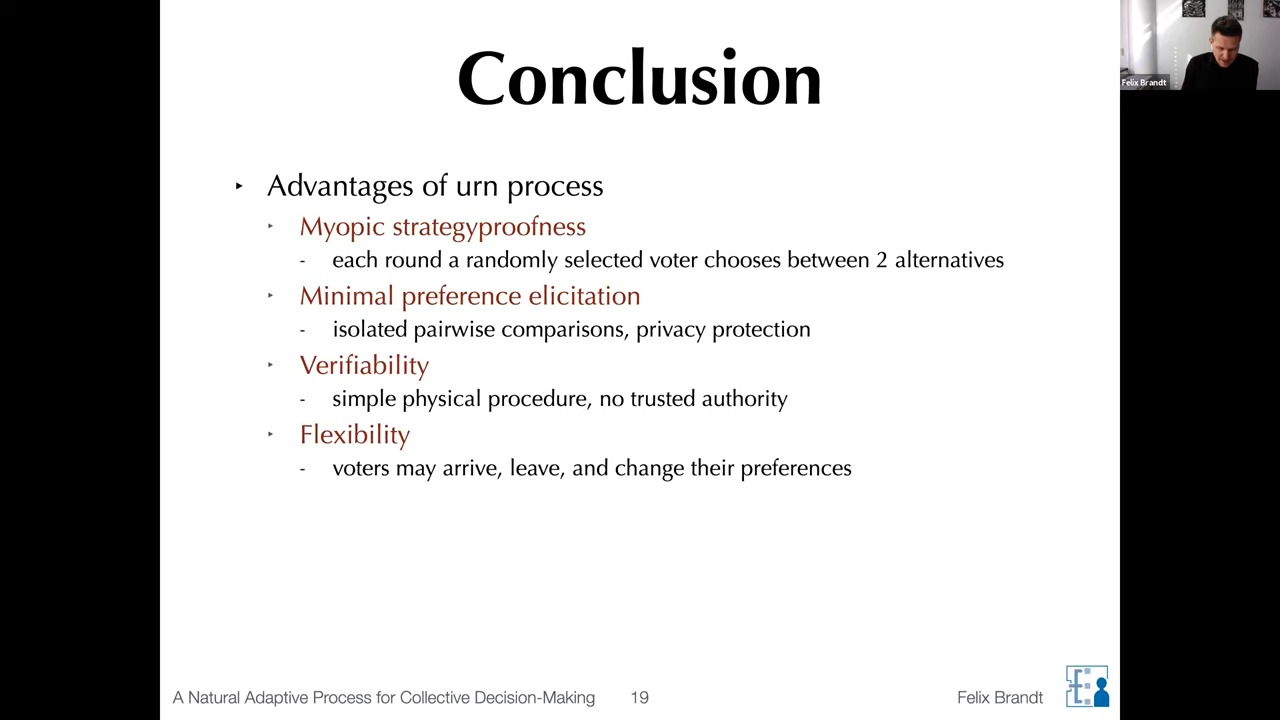 Conclusion
Felix Brandt
‣ Advantages of urn process
‣ Myopic strategyproofness
- each round a randomly selected voter chooses between 2 alternatives
‣ Minimal preference elicitation
- isolated pairwise comparisons, privacy protection
‣ Verifiability
- simple physical procedure, no trusted authority
‣ Flexibility
- voters may arrive, leave, and change their preferences
A Natural Adaptive Process for Collective Decision-Making 19 Felix Brandt